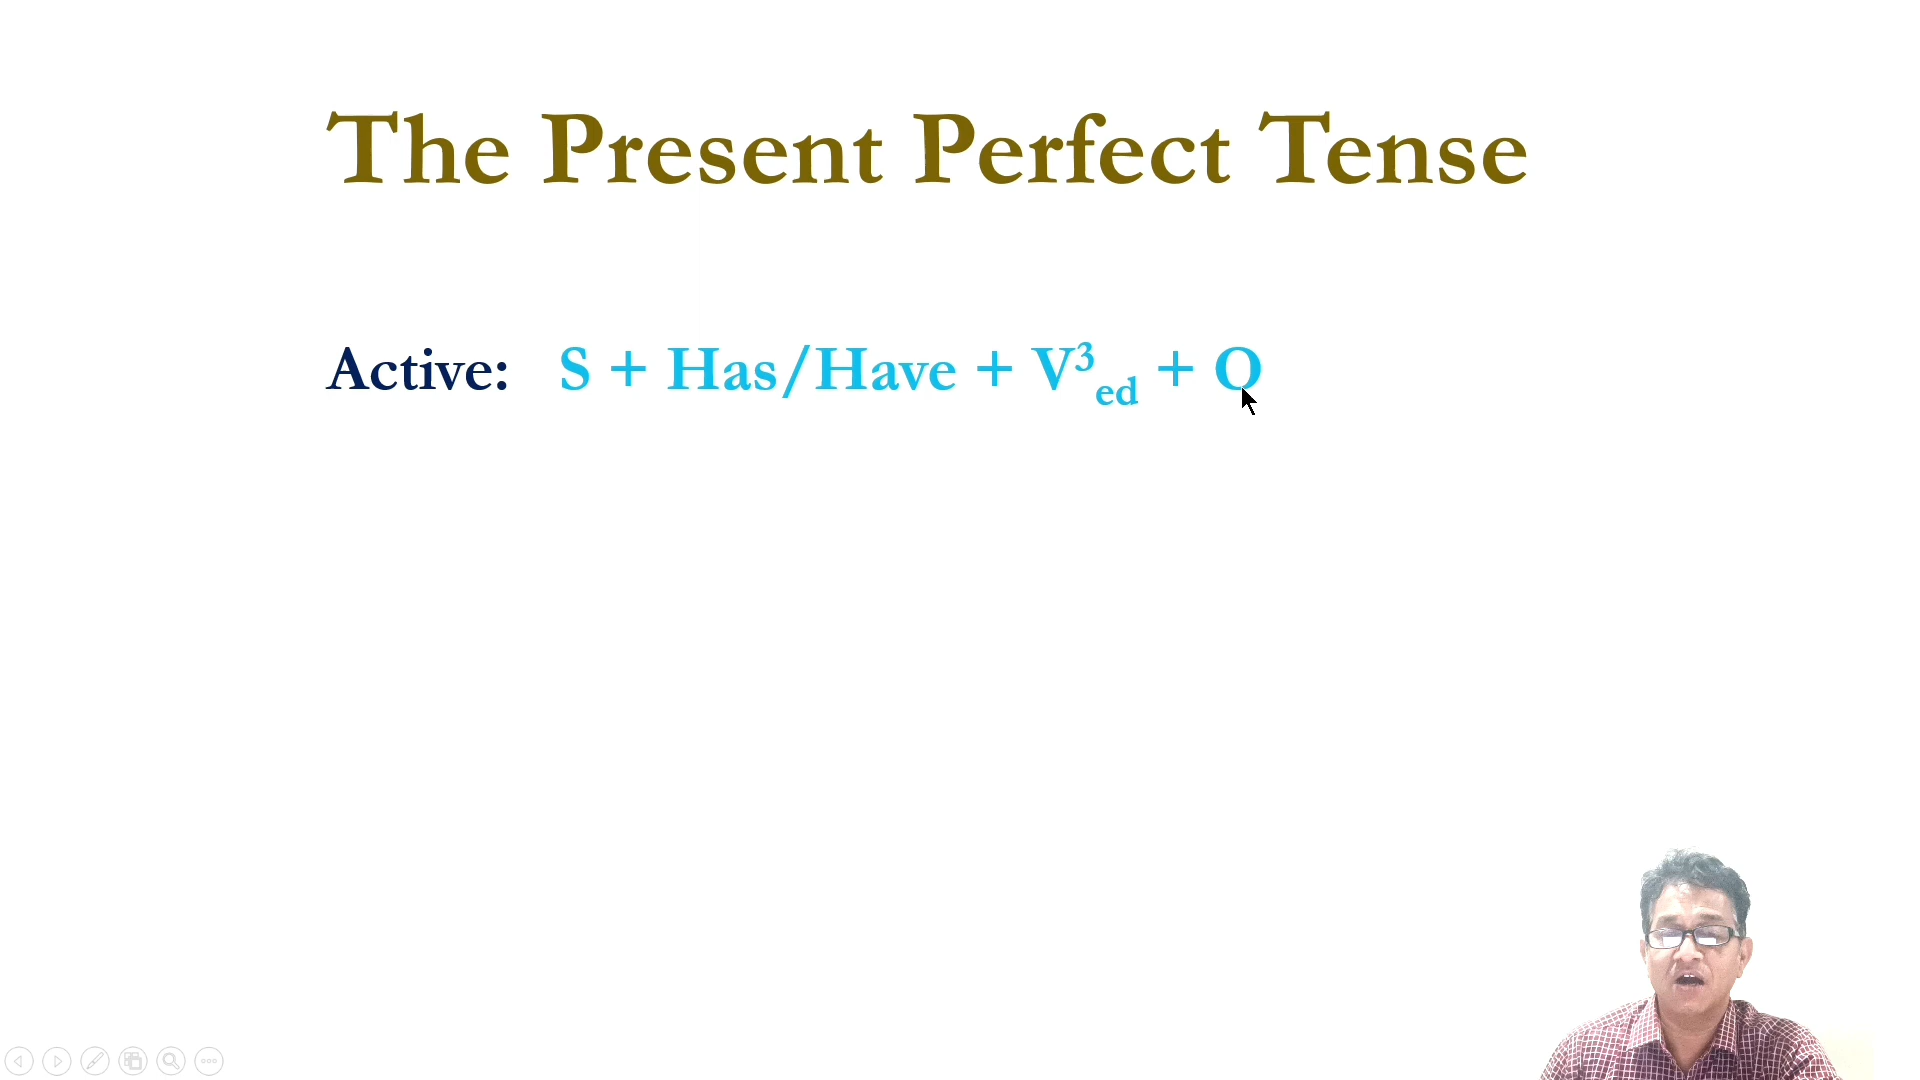 The Present Perfect Tense
Active: S + Has/Have + V³ed + O